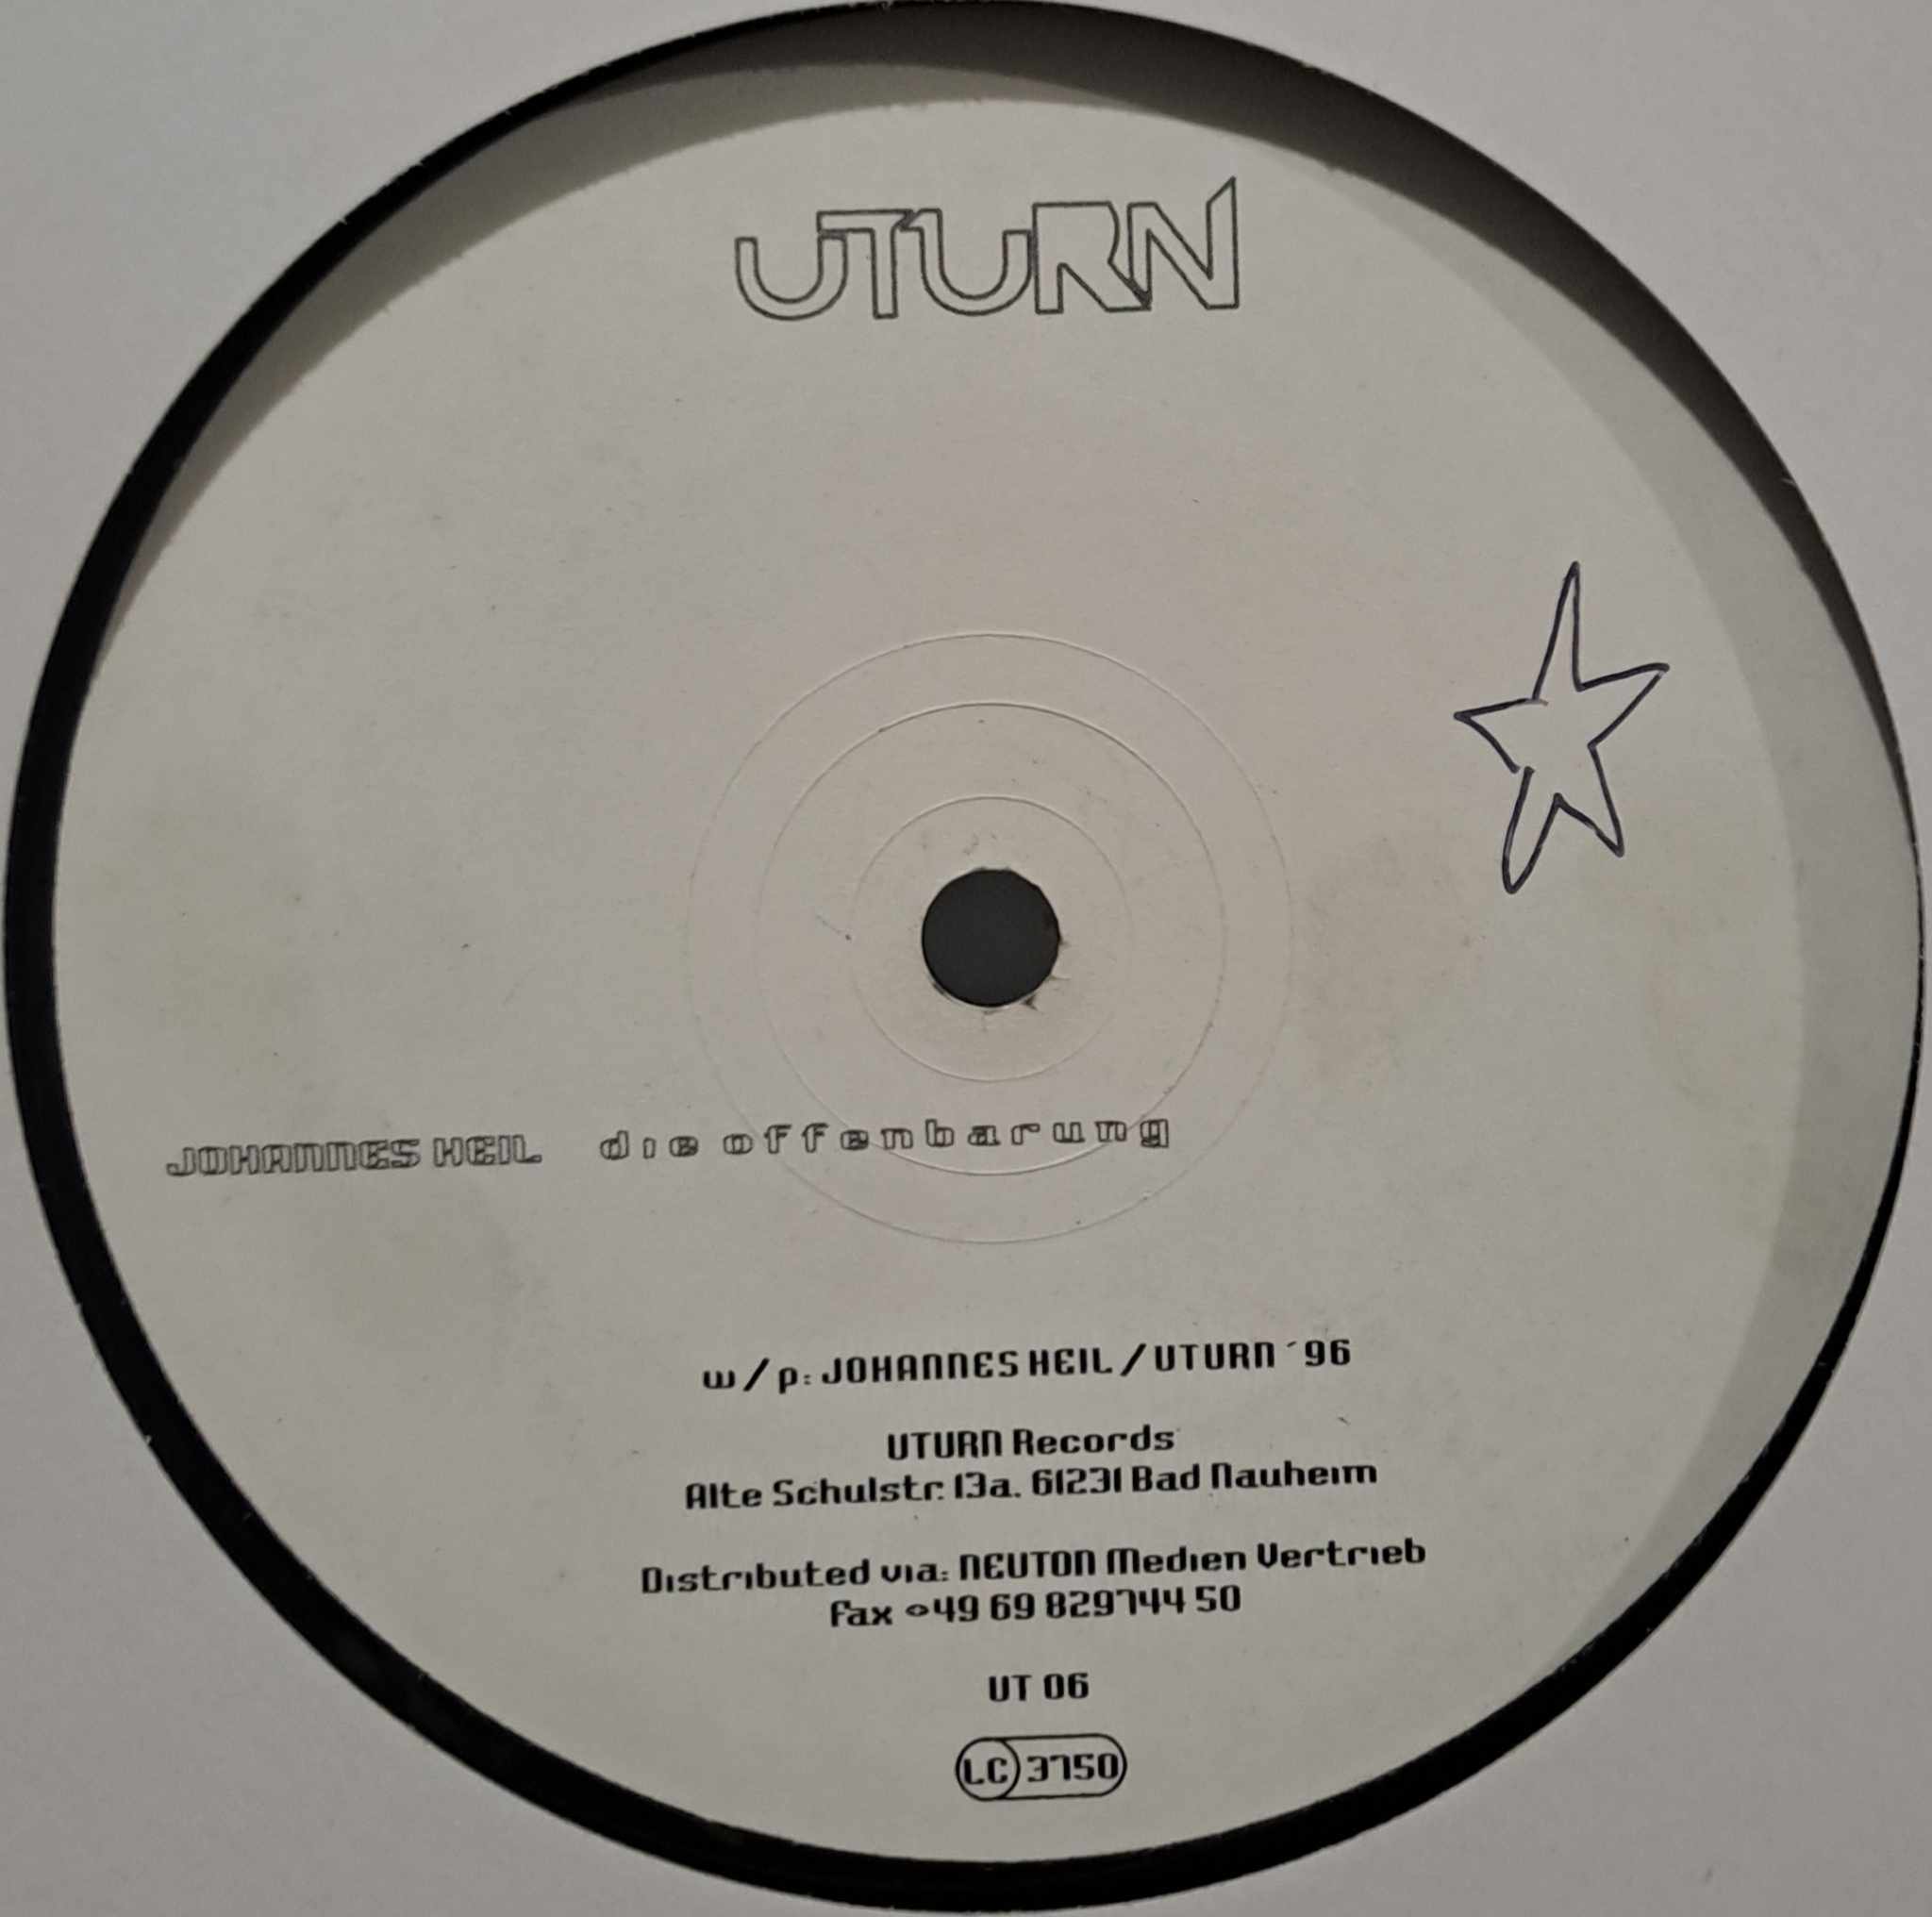 UTURN
JOHANNES HEIL die offenbarung
w/p: JOHANNES HEIL/UTURN ´96
UTURN Records
Alte Schulstr. 13a. 61231 Bad Nauheim
Distributed via: NEUTON Medien Vertrieb
fax +49 69 829744 50
UT 06
LC 3750